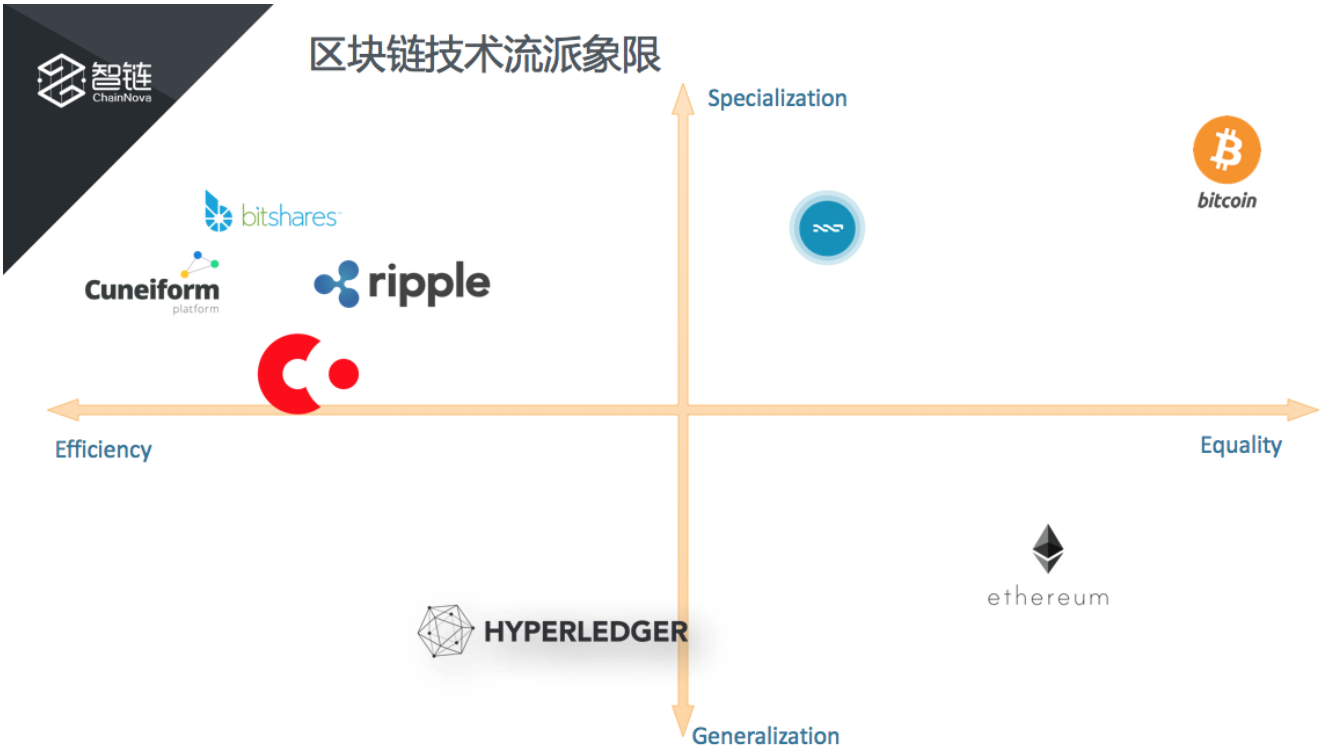 智链
ChainNova
区块链技术流派象限
Specialization
bitcoin
bitshares
Cuneiform
platform
ripple
Efficiency
Equality
ethereum
HYPERLEDGER
Generalization